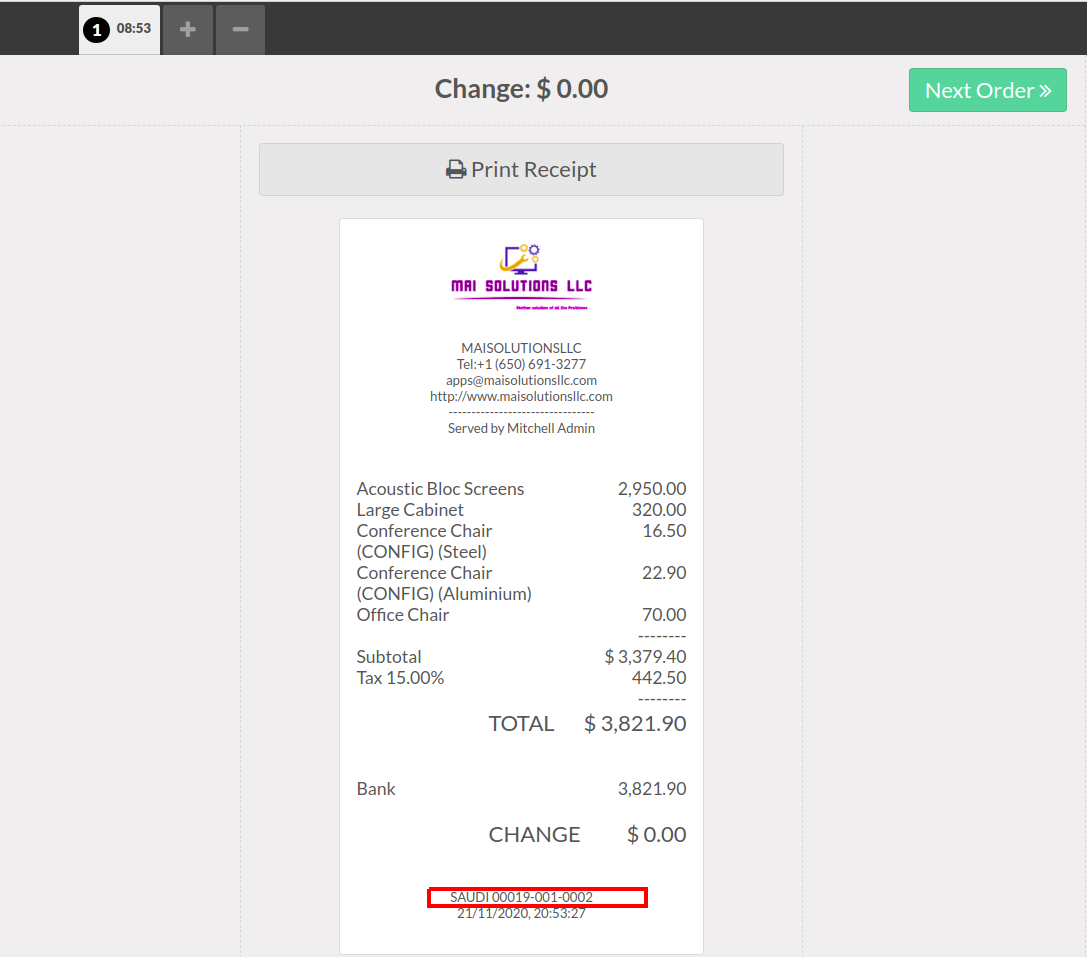 1 08:53 + −
Change: $ 0.00
Next Order »
Print Receipt
MAI SOLUTIONS LLC
Mother solution of all the Problems
MAISOLUTIONSLLC
Tel:+1 (650) 691-3277
apps@maisolutionsllc.com
http://www.maisolutionsllc.com
--------------------------------
Served by Mitchell Admin
Acoustic Bloc Screens 2,950.00
Large Cabinet 320.00
Conference Chair 16.50
(CONFIG) (Steel)
Conference Chair 22.90
(CONFIG) (Aluminium)
Office Chair 70.00
--------
Subtotal $ 3,379.40
Tax 15.00% 442.50
--------
TOTAL $ 3,821.90
Bank 3,821.90
CHANGE $ 0.00
SAUDI 00019-001-0002
21/11/2020, 20:53:27